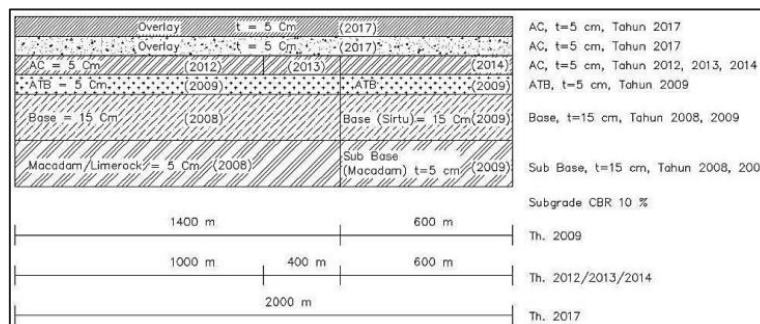 Overlay t = 5 Cm (2017) AC, t=5 cm, Tahun 2017
Overlay t = 5 Cm (2017) AC, t=5 cm, Tahun 2017
AC = 5 Cm (2012) (2013) (2014) AC, t=5 cm, Tahun 2012, 2013, 2014
ATB = 5 Cm (2009) ATB (2009) ATB, t=5 cm, Tahun 2009
Base = 15 Cm (2008) Base (Sirtu)= 15 Cm (2009) Base, t=15 cm, Tahun 2008, 2009
Macadam/Limerock = 5 Cm (2008) Sub Base (Macadam) t=5 cm (2009) Sub Base, t=15 cm, Tahun 2008, 200
Subgrade CBR 10 %
1400 m 600 m
Th. 2009
1000 m 400 m 600 m
Th. 2012/2013/2014
2000 m
Th. 2017